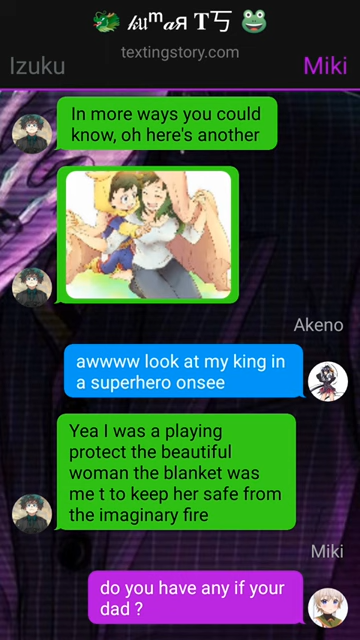 textingstory.com
Izuku
Miki
In more ways you could
know, oh here's another
Akeno
awwww look at my king in
a superhero onsee
Yea I was a playing
protect the beautiful
woman the blanket was
me t to keep her safe from
the imaginary fire
Miki
do you have any if your
dad ?